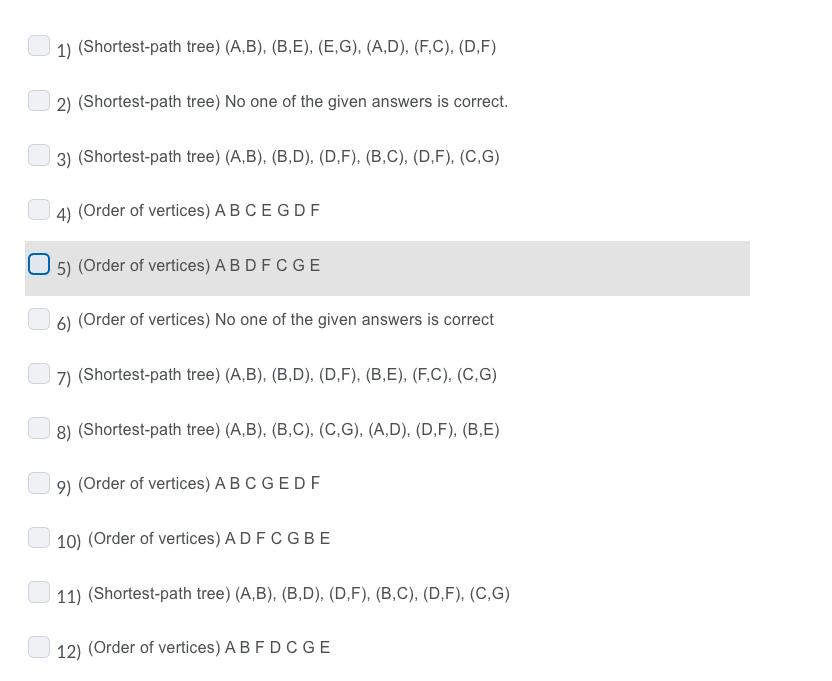 1) (Shortest-path tree) (A,B), (B,E), (E,G), (A,D), (F,C), (D,F)
2) (Shortest-path tree) No one of the given answers is correct.
3) (Shortest-path tree) (A,B), (B,D), (D,F), (B,C), (D,F), (C,G)
4) (Order of vertices) A B C E G D F
5) (Order of vertices) A B D F C G E
6) (Order of vertices) No one of the given answers is correct
7) (Shortest-path tree) (A,B), (B,D), (D,F), (B,E), (F,C), (C,G)
8) (Shortest-path tree) (A,B), (B,C), (C,G), (A,D), (D,F), (B,E)
9) (Order of vertices) A B C G E D F
10) (Order of vertices) A D F C G B E
11) (Shortest-path tree) (A,B), (B,D), (D,F), (B,C), (D,F), (C,G)
12) (Order of vertices) A B F D C G E